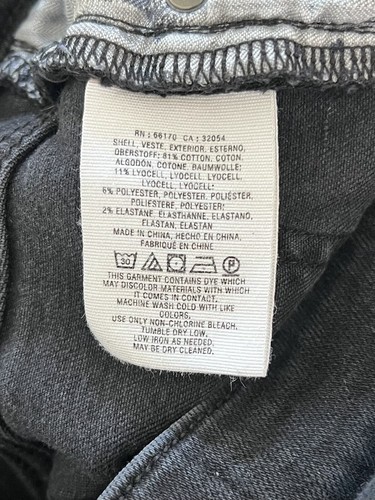 RN : 66170 CA : 32054
SHELL, VESTE, EXTERIOR, ESTERNO,
OBERSTOFF: 81% COTTON, COTON,
ALGODÓN, COTONE, BAUMWOLLE;
11% LYOCELL, LYOCELL, LYOCELL,
LYOCELL, LYOCELL;
6% POLYESTER, POLYESTER, POLIÉSTER,
POLIESTERE, POLYESTER;
2% ELASTANE, ELASTHANNE, ELASTANO,
ELASTAN, ELASTAN
MADE IN CHINA, HECHO EN CHINA,
FABRIQUÉ EN CHINE
30 P
THIS GARMENT CONTAINS DYE WHICH
MAY DISCOLOR MATERIALS WITH WHICH
IT COMES IN CONTACT.
MACHINE WASH COLD WITH LIKE
COLORS.
USE ONLY NON-CHLORINE BLEACH.
TUMBLE DRY LOW.
LOW IRON AS NEEDED.
MAY BE DRY CLEANED.